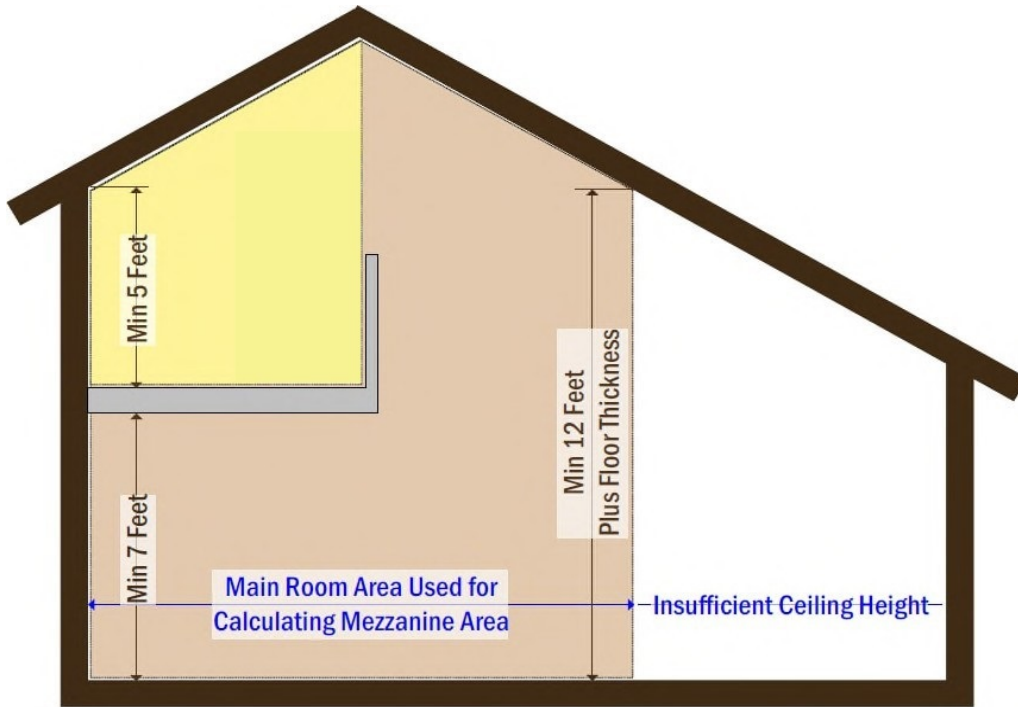 Min 5 Feet
Min 7 Feet
Min 12 Feet
Plus Floor Thickness
Main Room Area Used for
Calculating Mezzanine Area
Insufficient Ceiling Height